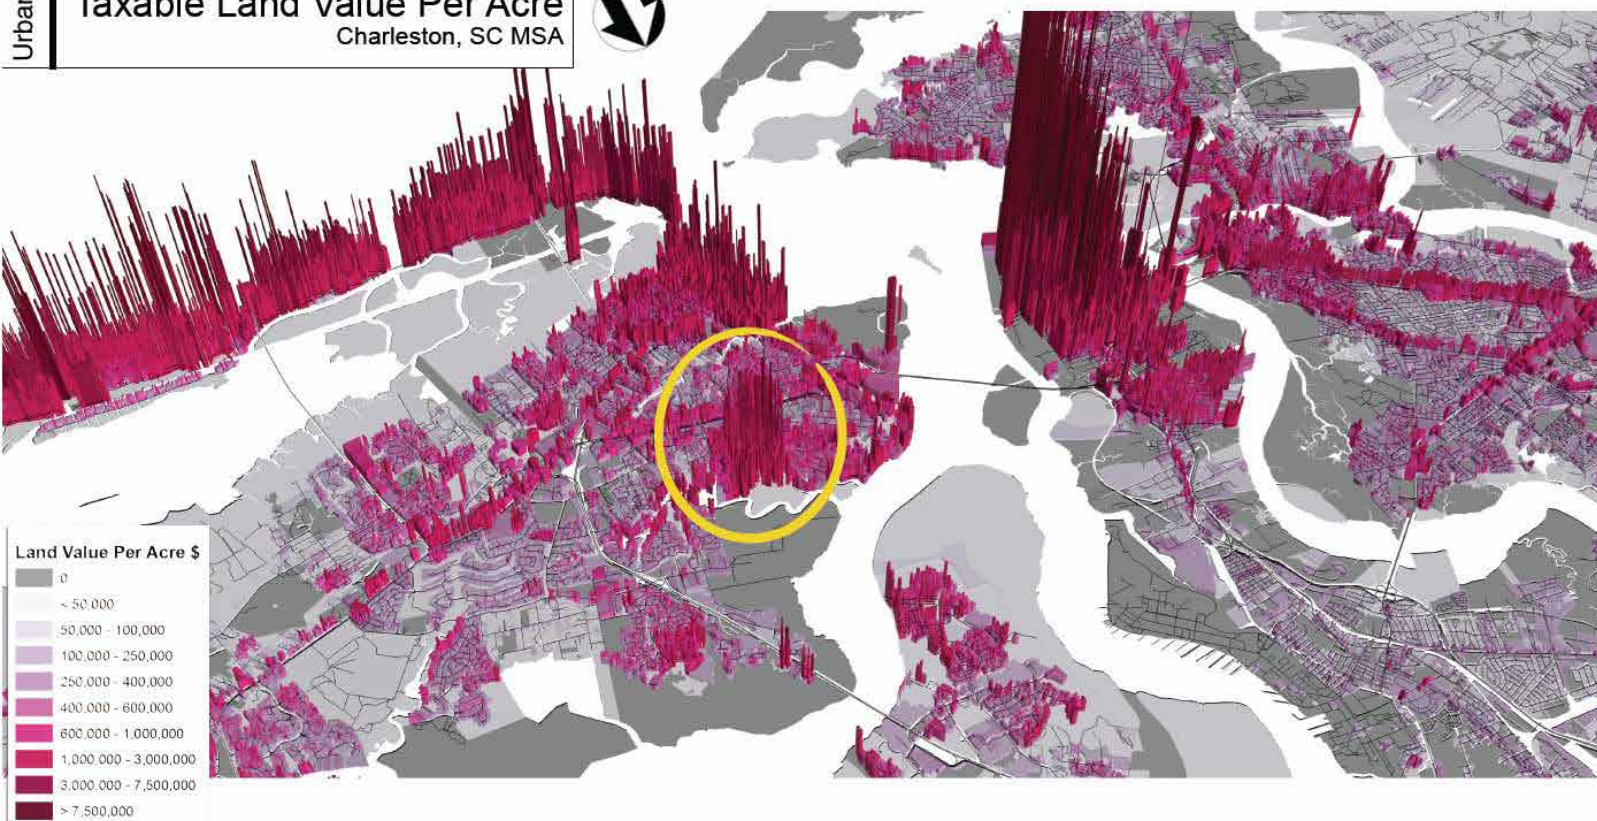 Urban
Taxable Land Value Per Acre
Charleston, SC MSA
Land Value Per Acre $
0
< 50,000
50,000 - 100,000
100,000 - 250,000
250,000 - 400,000
400,000 - 600,000
600,000 - 1,000,000
1,000,000 - 3,000,000
3,000,000 - 7,500,000
> 7,500,000